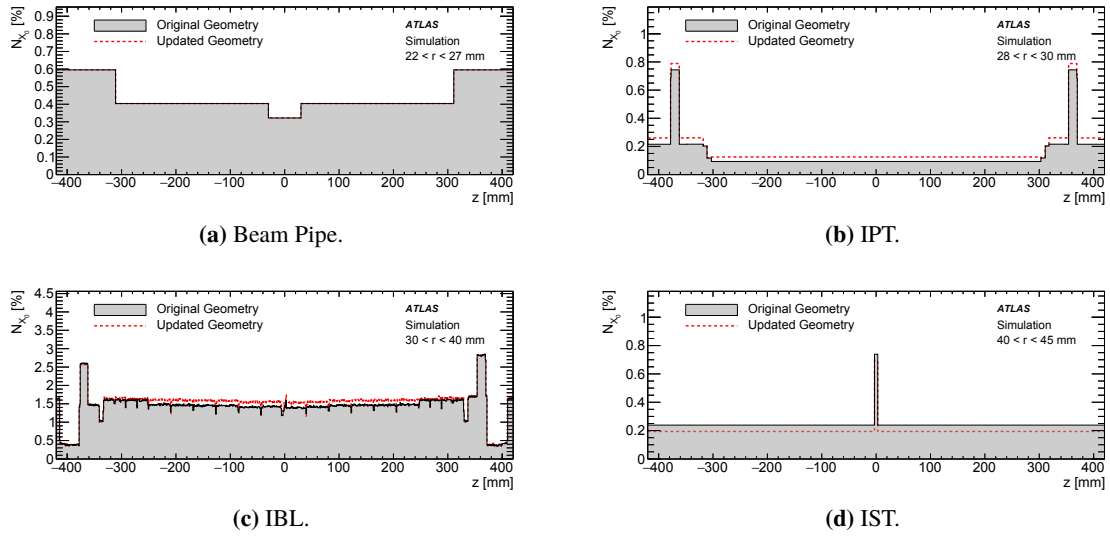 N_X0 [%]
0.9
0.8
0.7
0.6
0.5
0.4
0.3
0.2
0.1
0
Original Geometry
Updated Geometry
ATLAS
Simulation
22 < r < 27 mm
−400 −300 −200 −100 0 100 200 300 400
z [mm]
(a) Beam Pipe.
N_X0 [%]
1
0.8
0.6
0.4
0.2
0
Original Geometry
Updated Geometry
ATLAS
Simulation
28 < r < 30 mm
−400 −300 −200 −100 0 100 200 300 400
z [mm]
(b) IPT.
N_X0 [%]
4.5
4
3.5
3
2.5
2
1.5
1
0.5
0
Original Geometry
Updated Geometry
ATLAS
Simulation
30 < r < 40 mm
−400 −300 −200 −100 0 100 200 300 400
z [mm]
(c) IBL.
N_X0 [%]
1
0.8
0.6
0.4
0.2
0
Original Geometry
Updated Geometry
ATLAS
Simulation
40 < r < 45 mm
−400 −300 −200 −100 0 100 200 300 400
z [mm]
(d) IST.